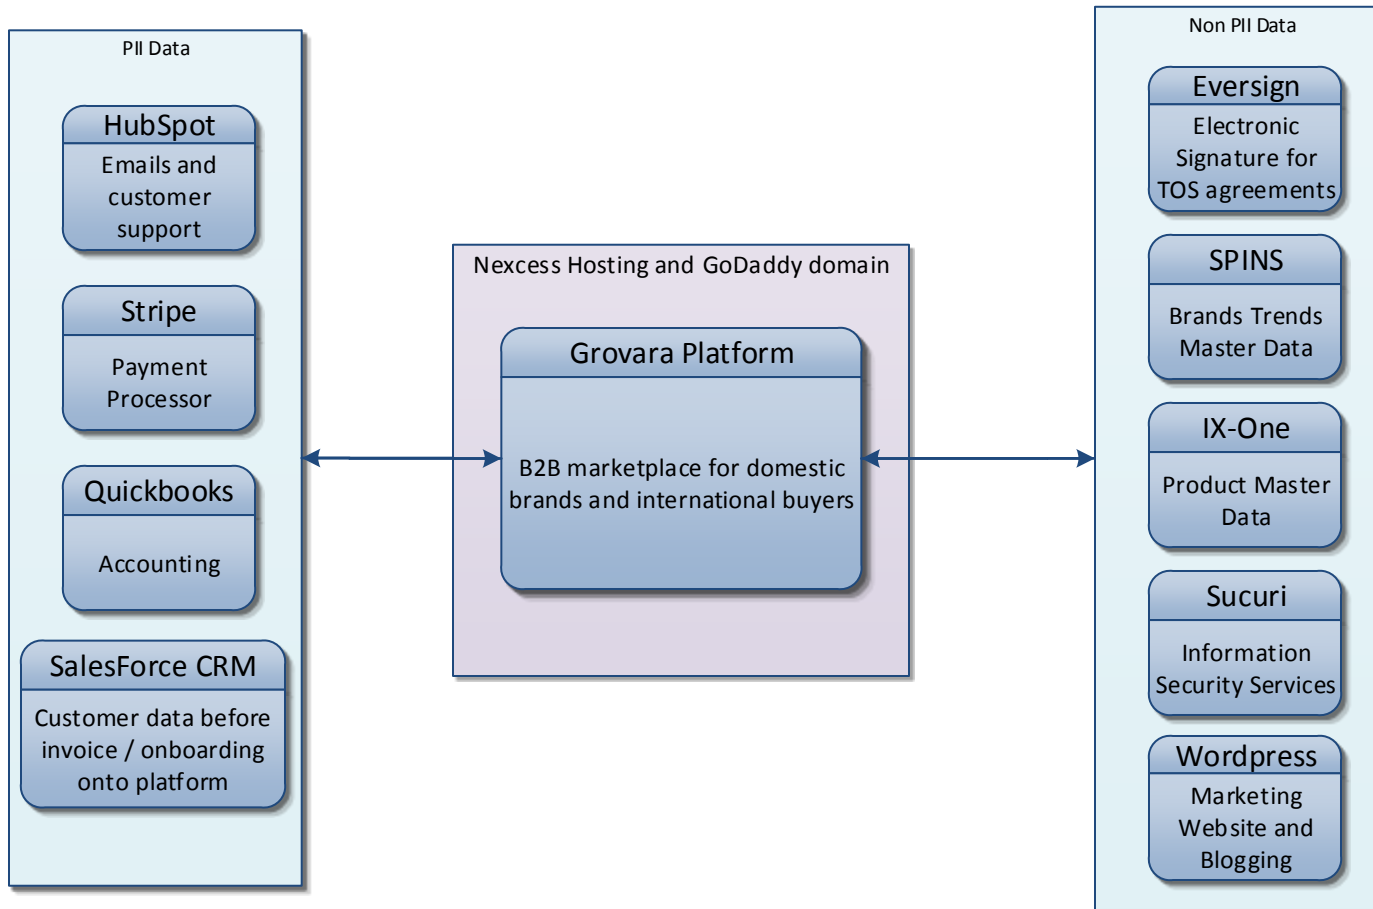 PII Data
HubSpot
Emails and
customer
support
Stripe
Payment
Processor
Quickbooks
Accounting
SalesForce CRM
Customer data before
invoice / onboarding
onto platform
Nexcess Hosting and GoDaddy domain
Grovara Platform
B2B marketplace for domestic
brands and international buyers
Non PII Data
Eversign
Electronic
Signature for
TOS agreements
SPINS
Brands Trends
Master Data
IX-One
Product Master
Data
Sucuri
Information
Security Services
Wordpress
Marketing
Website and
Blogging